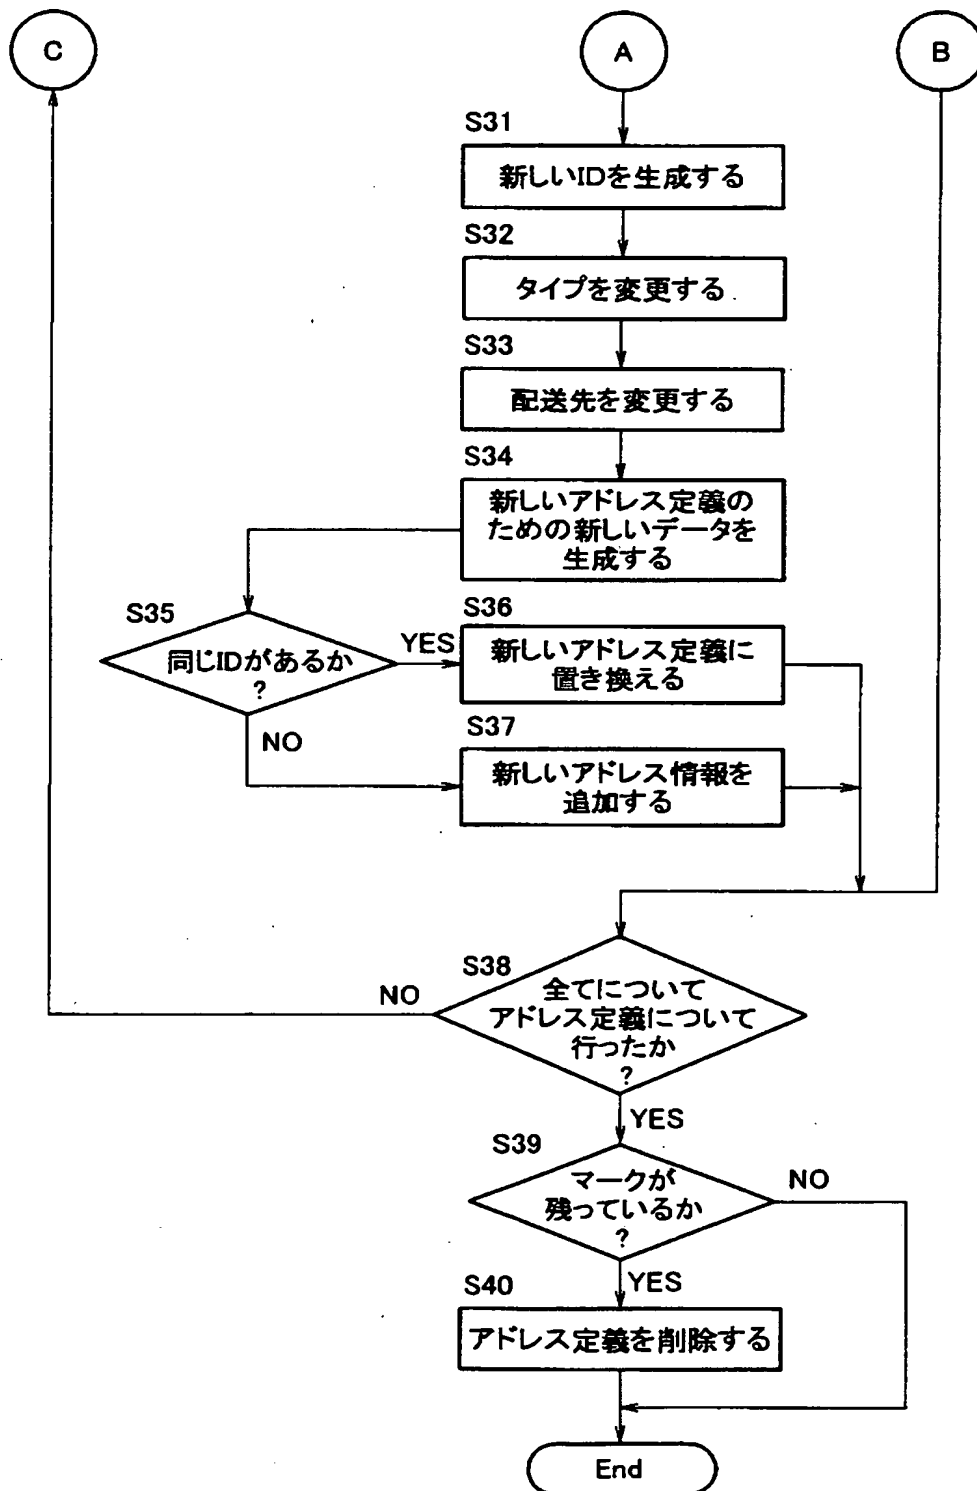 C
A
B
S31
新しいIDを生成する
S32
タイプを変更する
S33
配送先を変更する
S34
新しいアドレス定義の
ための新しいデータを
生成する
S35
同じIDがあるか
?
YES
NO
S36
新しいアドレス定義に
置き換える
S37
新しいアドレス情報を
追加する
S38
全てについて
アドレス定義について
行ったか
?
NO
YES
S39
マークが
残っているか
?
NO
YES
S40
アドレス定義を削除する
End